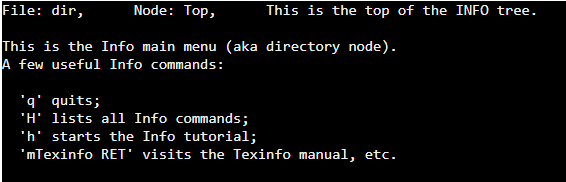 File: dir,      Node: Top,      This is the top of the INFO tree.
This is the Info main menu (aka directory node).
A few useful Info commands:
'q' quits;
'H' lists all Info commands;
'h' starts the Info tutorial;
'mTexinfo RET' visits the Texinfo manual, etc.